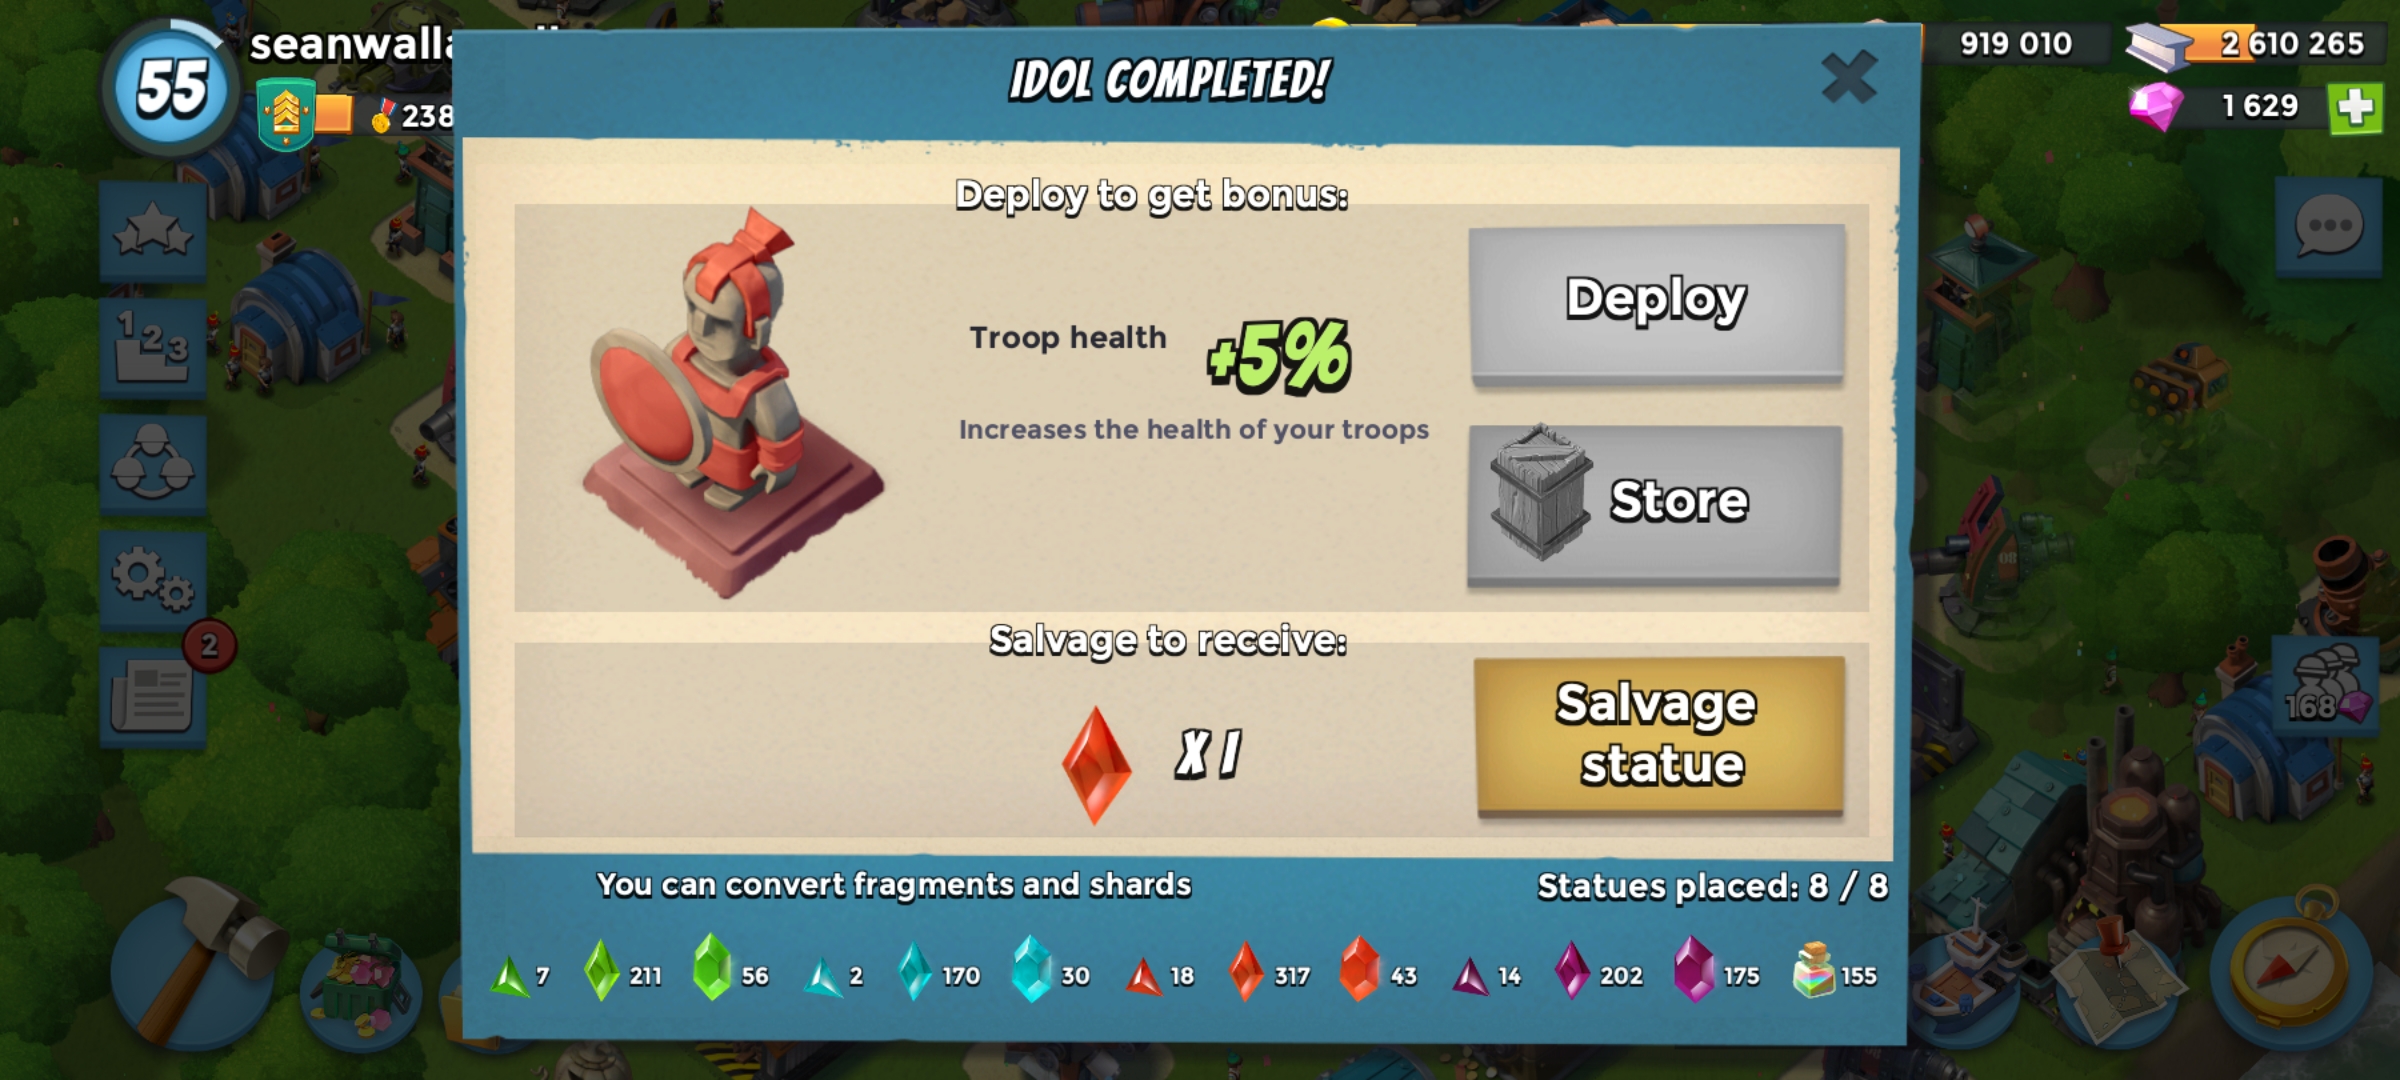 55
IDOL COMPLETED!
919 010
2 610 265
238
1 629
Deploy to get bonus:
Deploy
Troop health
+5%
Increases the health of your troops
Store
1 2 3
2
Salvage to receive:
X 1
Salvage
statue
168
You can convert fragments and shards
Statues placed: 8 / 8
7 211 56 2 170 30 18 317 43 14 202 175 155